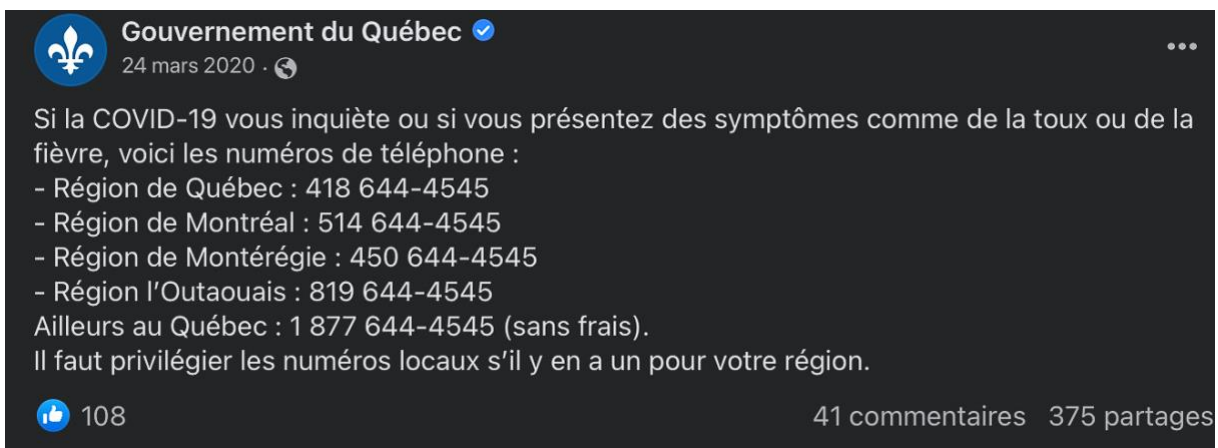 Gouvernement du Québec
24 mars 2020 ·
Si la COVID-19 vous inquiète ou si vous présentez des symptômes comme de la toux ou de la
fièvre, voici les numéros de téléphone :
- Région de Québec : 418 644-4545
- Région de Montréal : 514 644-4545
- Région de Montérégie : 450 644-4545
- Région l'Outaouais : 819 644-4545
Ailleurs au Québec : 1 877 644-4545 (sans frais).
Il faut privilégier les numéros locaux s'il y en a un pour votre région.
108
41 commentaires 375 partages